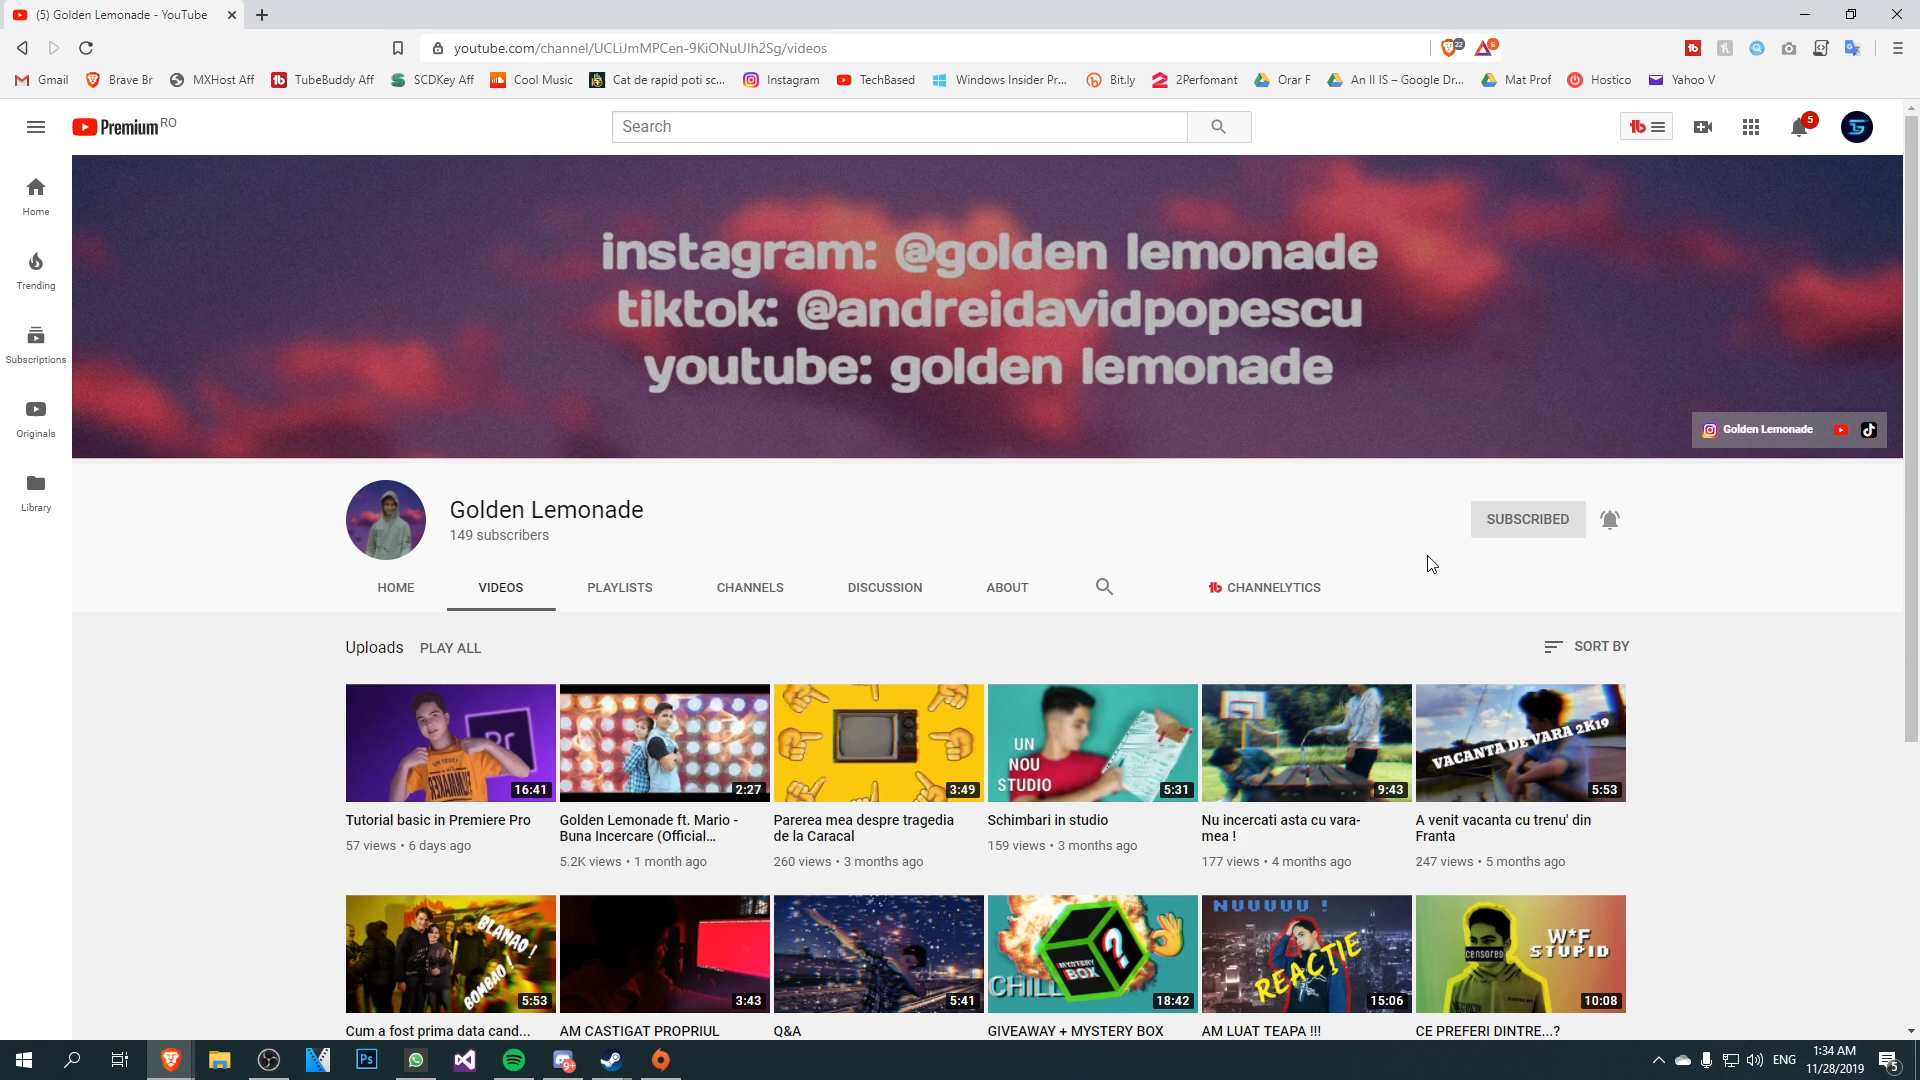 (5) Golden Lemonade - YouTube
youtube.com/channel/UCLiJmMPCen-9KiONuUIh2Sg/videos
22
6
Gmail
Brave Br
MXHost Aff
TubeBuddy Aff
SCDKey Aff
Cool Music
Cat de rapid poti sc...
Instagram
TechBased
Windows Insider Pr...
Bit.ly
2Perfomant
Orar F
An II IS – Google Dr...
Mat Prof
Hostico
Yahoo V
Premium RO
Search
5
Home
Trending
Subscriptions
Originals
Library
instagram: @golden lemonade
tiktok: @andreidavidpopescu
youtube: golden lemonade
Golden Lemonade
Golden Lemonade
149 subscribers
SUBSCRIBED
HOME
VIDEOS
PLAYLISTS
CHANNELS
DISCUSSION
ABOUT
CHANNELYTICS
Uploads
PLAY ALL
SORT BY
Pr
16:41
2:27
3:49
UN
NOU
STUDIO
5:31
9:43
VACANTA DE VARA 2K19
5:53
Tutorial basic in Premiere Pro
57 views • 6 days ago
Golden Lemonade ft. Mario -
Buna Incercare (Official...
5.2K views • 1 month ago
Parerea mea despre tragedia
de la Caracal
260 views • 3 months ago
Schimbari in studio
159 views • 3 months ago
Nu incercati asta cu vara-
mea !
177 views • 4 months ago
A venit vacanta cu trenu' din
Franta
247 views • 5 months ago
BLANAO !
BOMBAO !
5:53
3:43
5:41
MYSTERY
BOX
?
CHILL
18:42
NUUUUU !
REACȚIE
15:06
censored
W*F
STUPID
10:08
Cum a fost prima data cand...
AM CASTIGAT PROPRIUL
Q&A
GIVEAWAY + MYSTERY BOX
AM LUAT TEAPA !!!
CE PREFERI DINTRE...?
Ps
9+
ENG
1:34 AM
11/28/2019
5